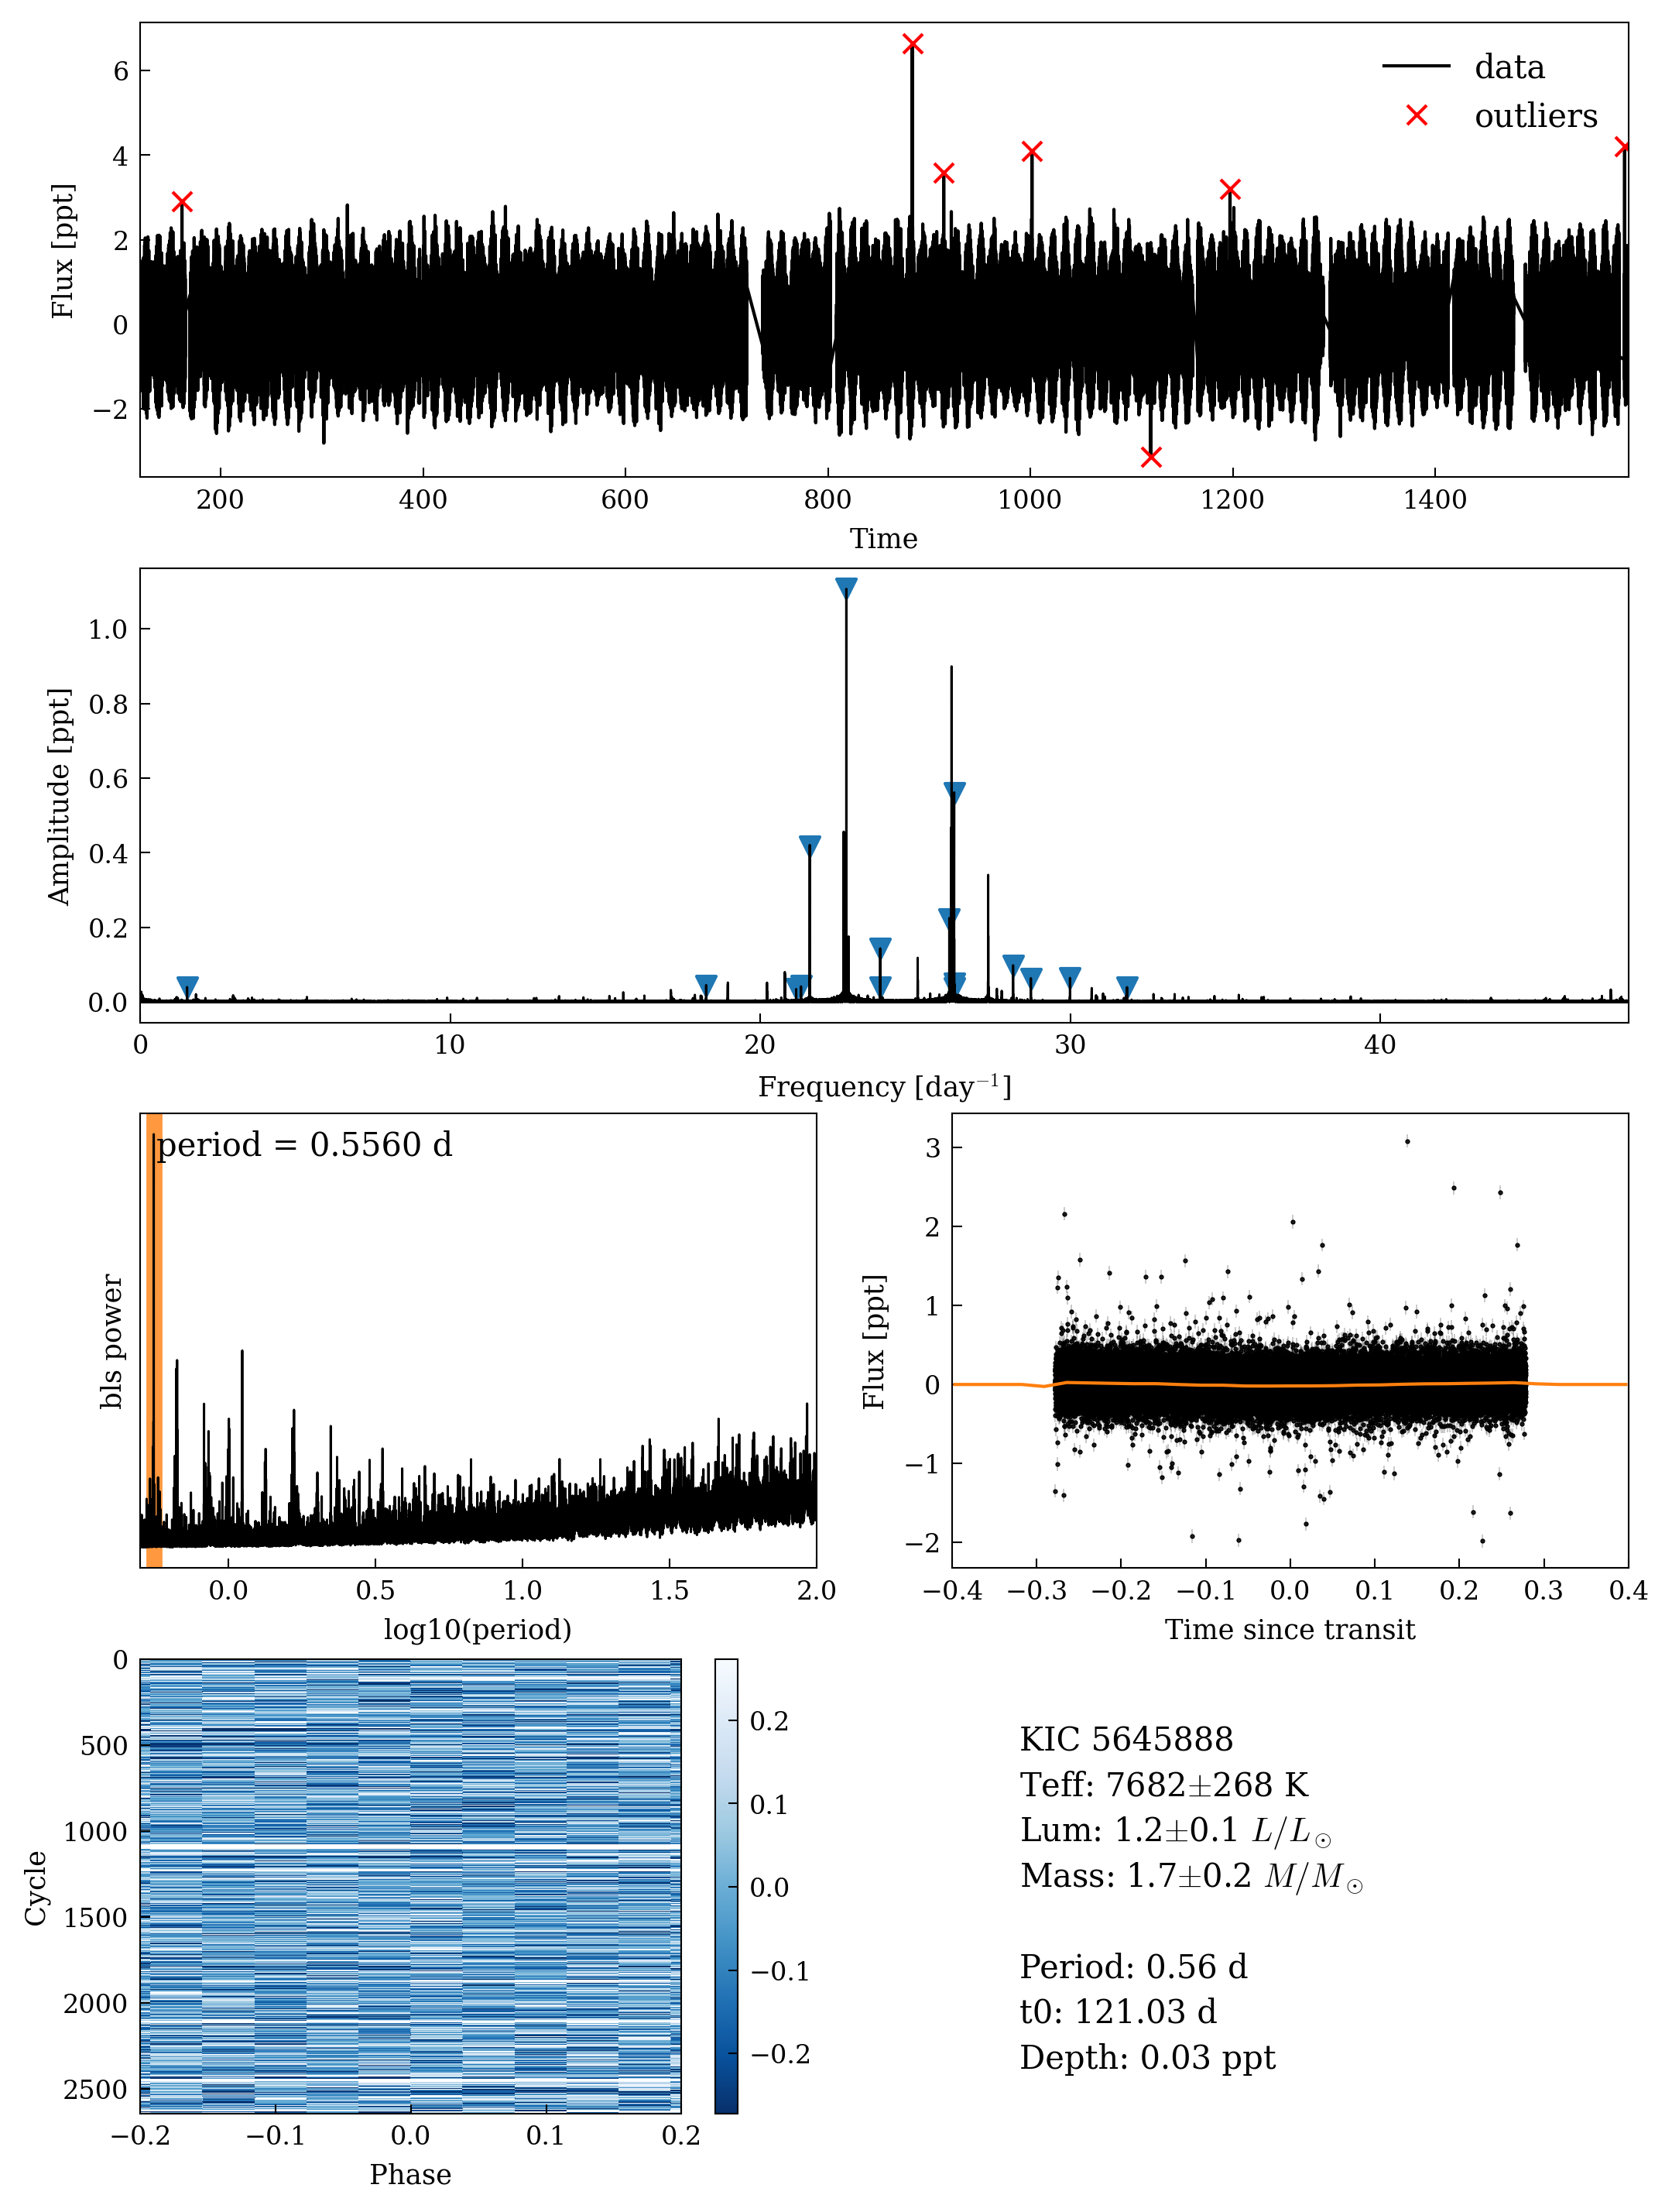 6
4
2
0
−2
Flux [ppt]
data
outliers
200 400 600 800 1000 1200 1400
Time
1.0
0.8
0.6
0.4
0.2
0.0
Amplitude [ppt]
0 10 20 30 40
Frequency [day⁻¹]
period = 0.5560 d
bls power
0.0 0.5 1.0 1.5 2.0
log10(period)
3
2
1
0
−1
−2
Flux [ppt]
−0.4 −0.3 −0.2 −0.1 0.0 0.1 0.2 0.3 0.4
Time since transit
0
500
1000
1500
2000
2500
Cycle
−0.2 −0.1 0.0 0.1 0.2
Phase
0.2
0.1
0.0
−0.1
−0.2
KIC 5645888
Teff: 7682±268 K
Lum: 1.2±0.1 L/L☉
Mass: 1.7±0.2 M/M☉
Period: 0.56 d
t0: 121.03 d
Depth: 0.03 ppt